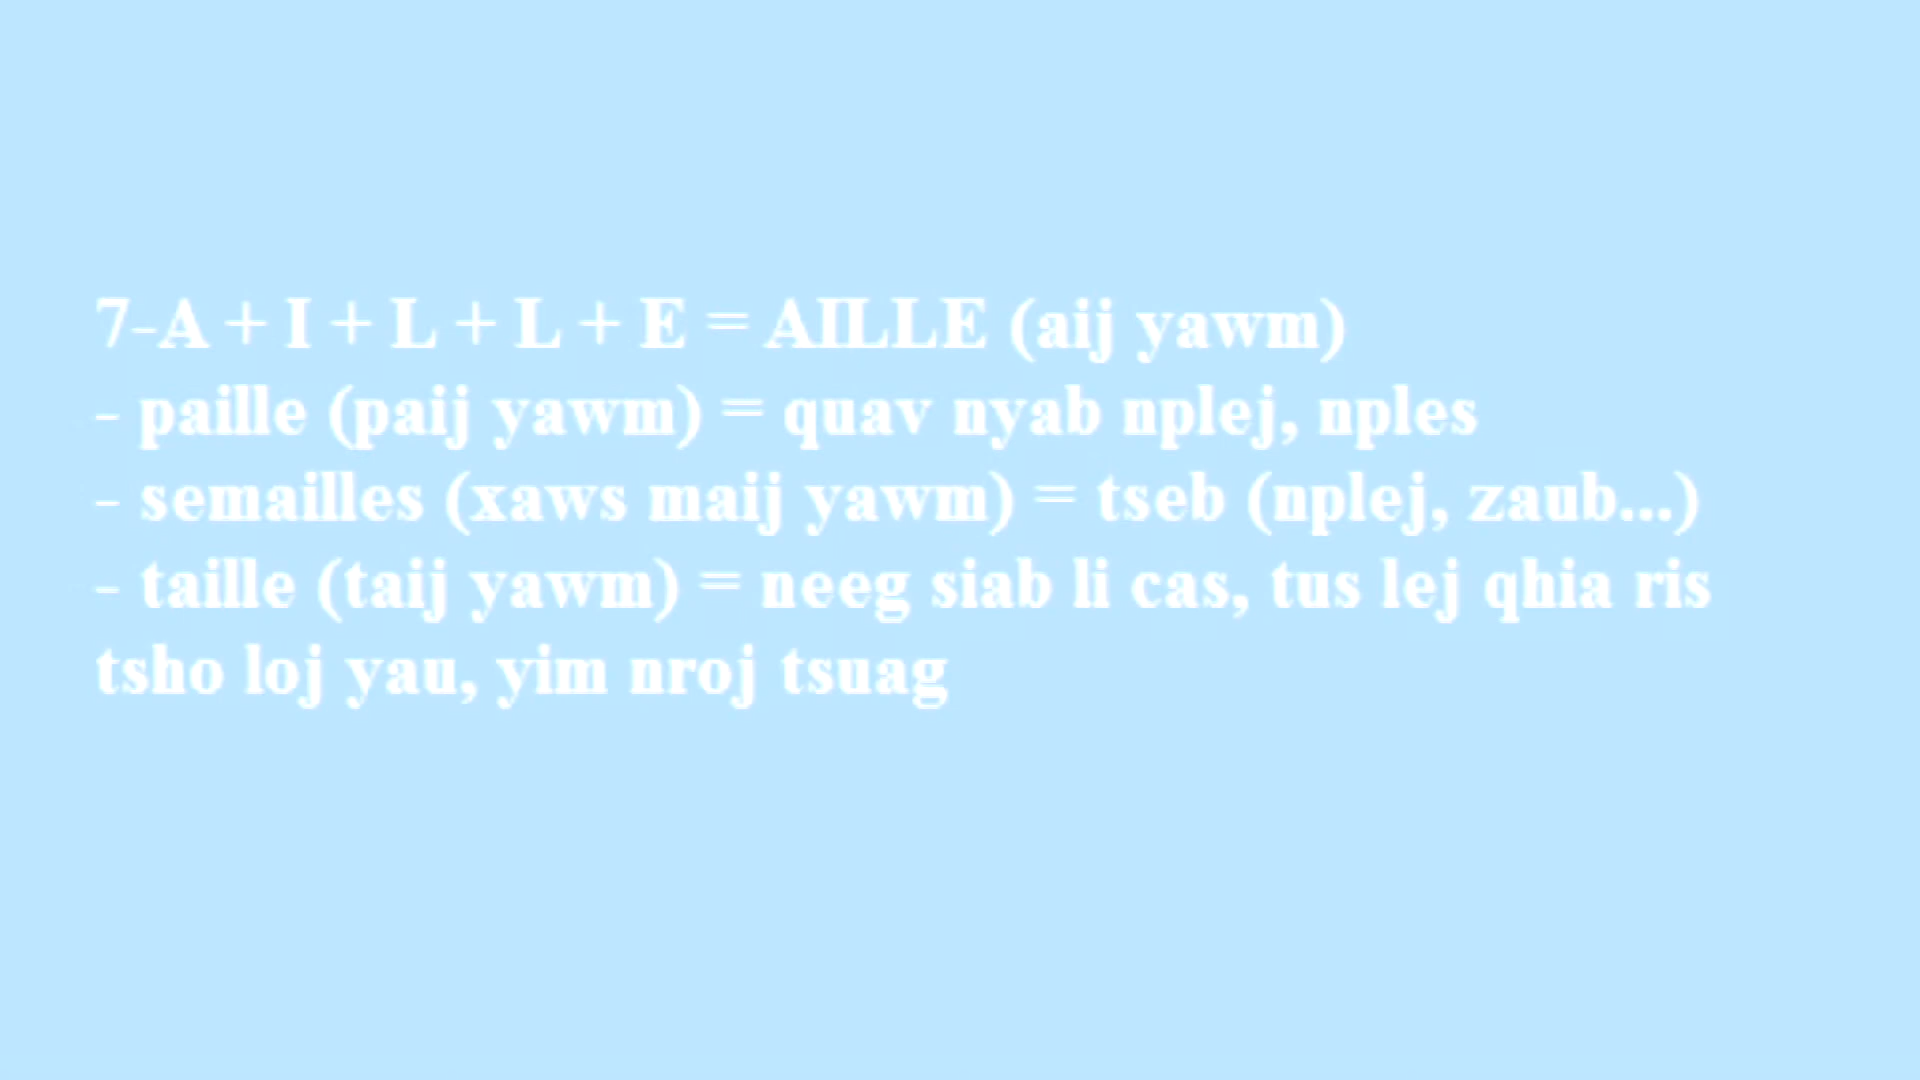 7-A + I + L + L + E = AILLE (aij yawm)
- paille (paij yawm) = quav nyab nplej, nples
- semailles (xaws maij yawm) = tseb (nplej, zaub...)
- taille (taij yawm) = neeg siab li cas, tus lej qhia ris
tsho loj yau, yim nroj tsuag